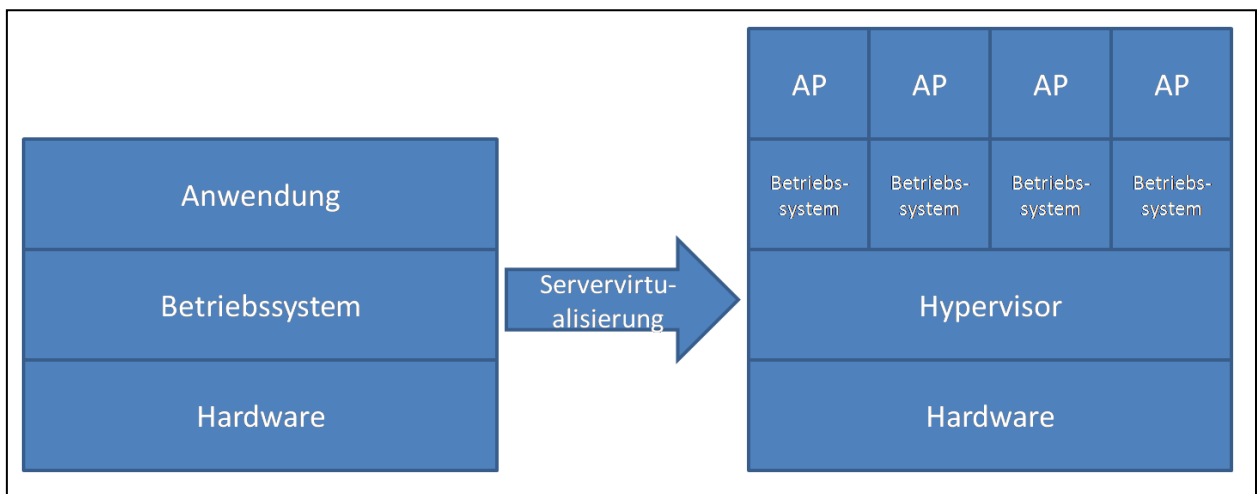 Anwendung
Betriebssystem
Hardware
Servervirtu-
alisierung
AP AP AP AP
Betriebs- Betriebs- Betriebs- Betriebs-
system system system system
Hypervisor
Hardware